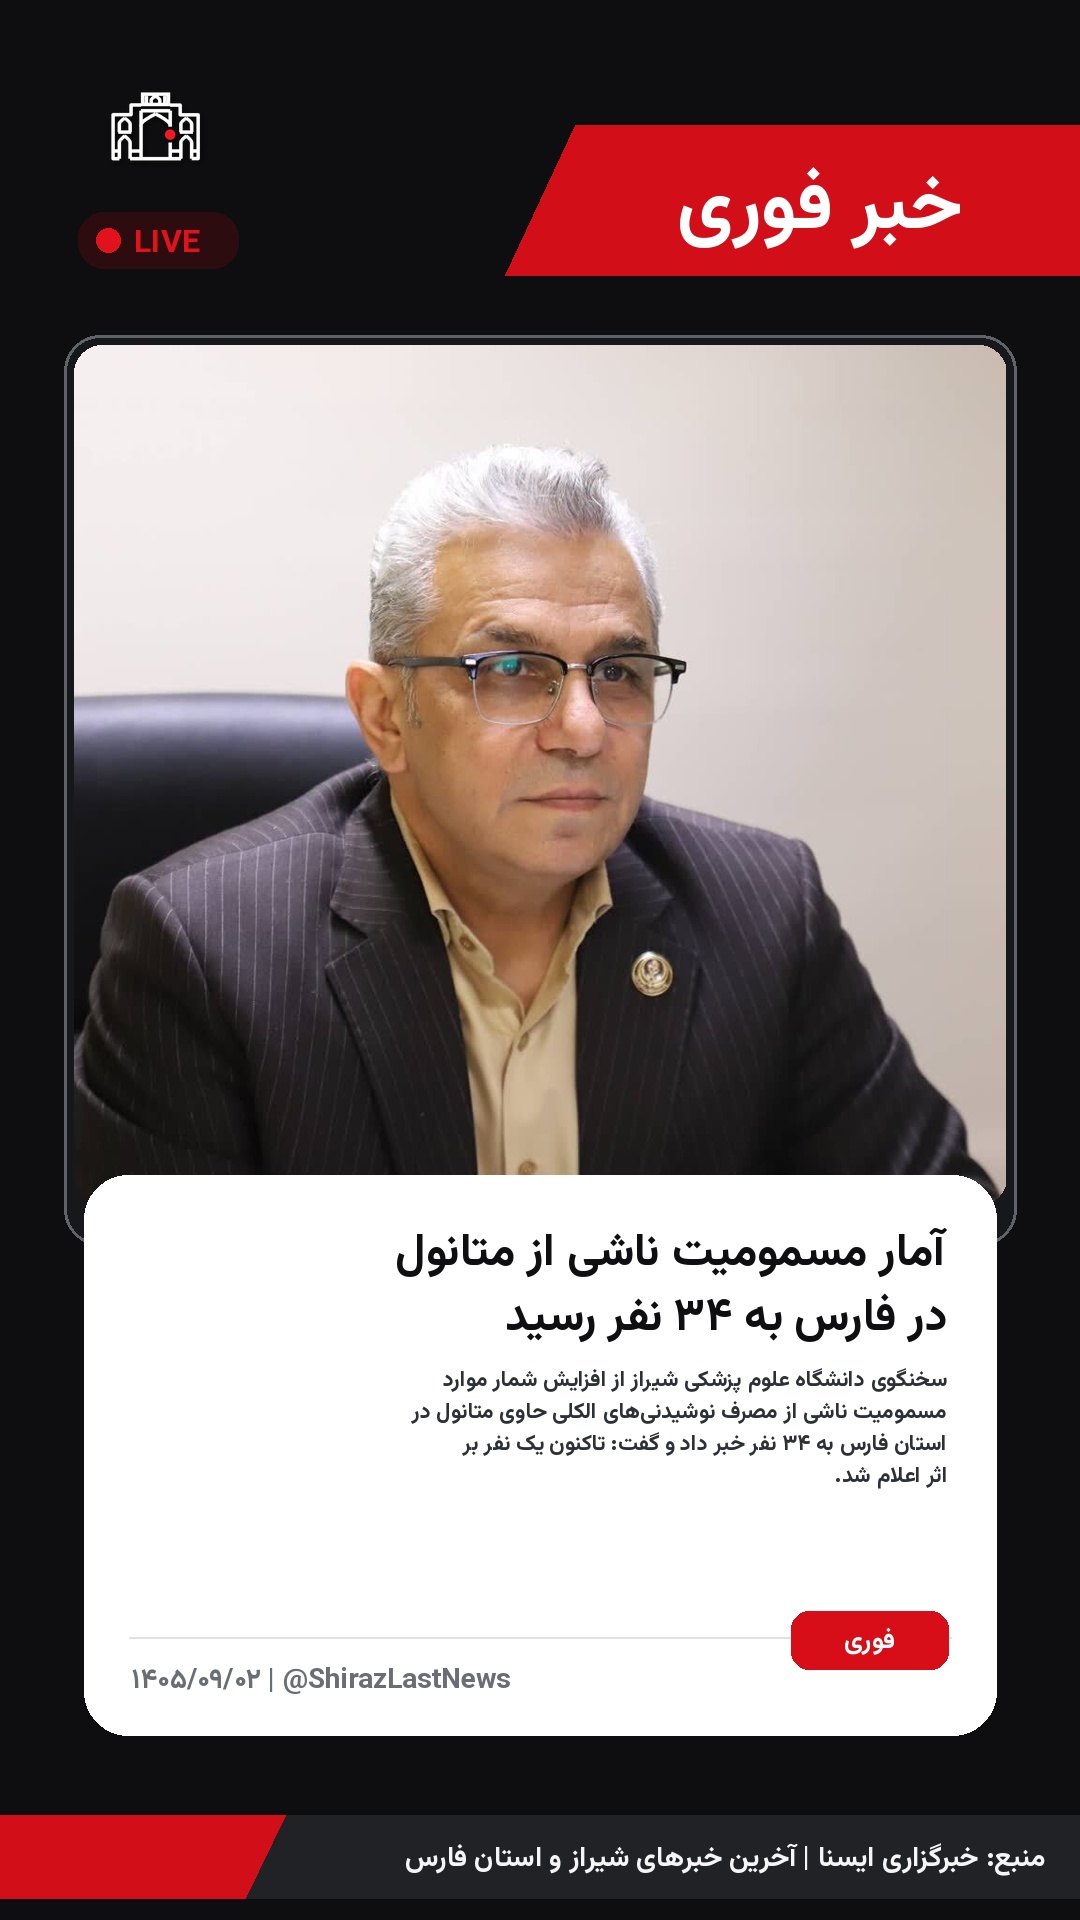 خبر فوری
LIVE
آمار مسمومیت ناشی از متانول
در فارس به ۳۴ نفر رسید
سخنگوی دانشگاه علوم پزشکی شیراز از افزایش شمار موارد
مسمومیت ناشی از مصرف نوشیدنی‌های الکلی حاوی متانول در
استان فارس به ۳۴ نفر خبر داد و گفت: تاکنون یک نفر بر
اثر اعلام شد.
فوری
۱۴۰۵/۰۹/۰۲ | @ShirazLastNews
منبع: خبرگزاری ایسنا | آخرین خبرهای شیراز و استان فارس